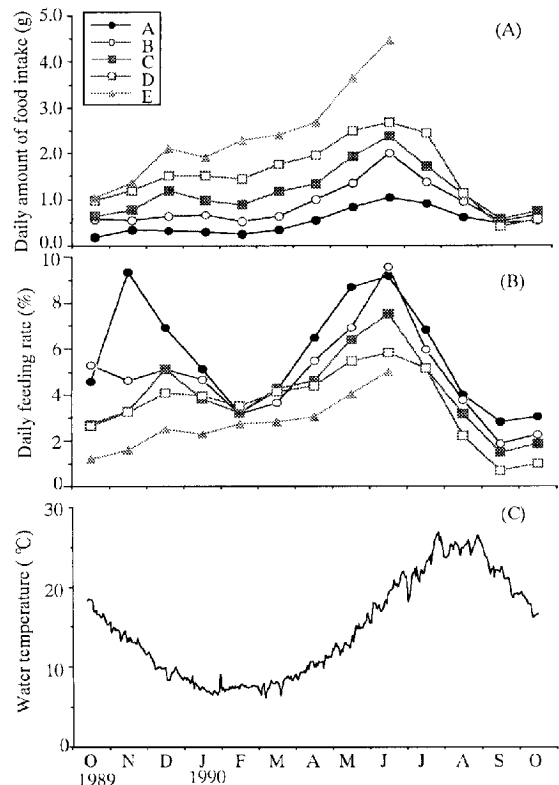 5.0
4.0
3.0
2.0
1.0
0.0
Daily amount of food intake (g)
A
B
C
D
E
(A)
10
8
6
4
2
0
Daily feeding rate (%)
(B)
30
20
10
0
Water temperature (℃)
(C)
O N D J F M A M J J A S O
1989 1990